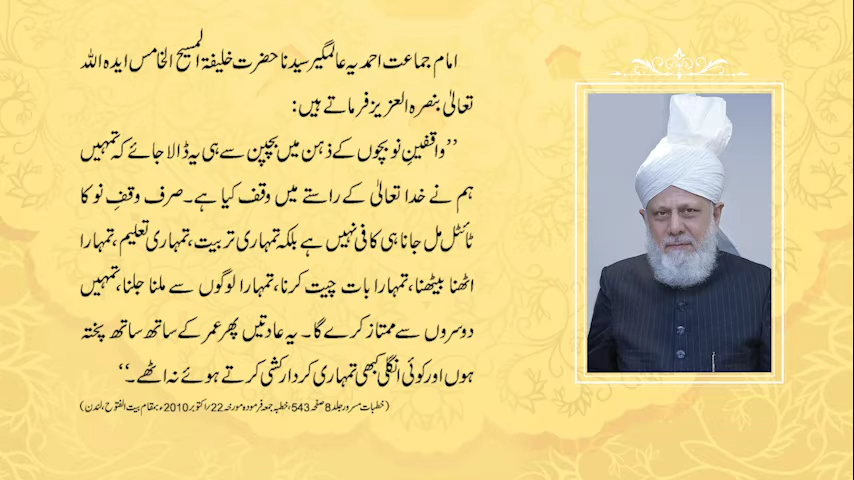 امام جماعت احمدیہ عالمگیر سیدنا حضرت خلیفۃ المسیح الخامس ایدہ اللہ
تعالیٰ بنصرہ العزیز فرماتے ہیں:
’’واقفینِ نو بچوں کے ذہن میں بچپن سے ہی یہ ڈالا جائے کہ تمہیں
ہم نے خدا تعالیٰ کے راستے میں وقف کیا ہے۔ صرف وقفِ نو کا
ٹائٹل مل جانا ہی کافی نہیں ہے بلکہ تمہاری تربیت، تمہاری تعلیم، تمہارا
اٹھنا بیٹھنا، تمہارا بات چیت کرنا، تمہارا لوگوں سے ملنا جلنا، تمہیں
دوسروں سے ممتاز کرے گا۔ یہ عادتیں پھر عمر کے ساتھ ساتھ پختہ
ہوں اور کوئی انگلی کبھی تمہاری کردار کشی کرتے ہوئے نہ اٹھے۔‘‘
(خطبات مسرور جلد 8 صفحہ 543، خطبہ جمعہ فرمودہ مورخہ 22/اکتوبر 2010ء بمقام بیت الفتوح، لندن)